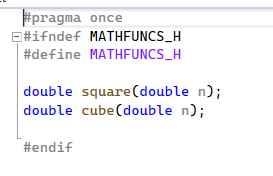 #pragma once
#ifndef MATHFUNCS_H
#define MATHFUNCS_H
double square(double n);
double cube(double n);
#endif